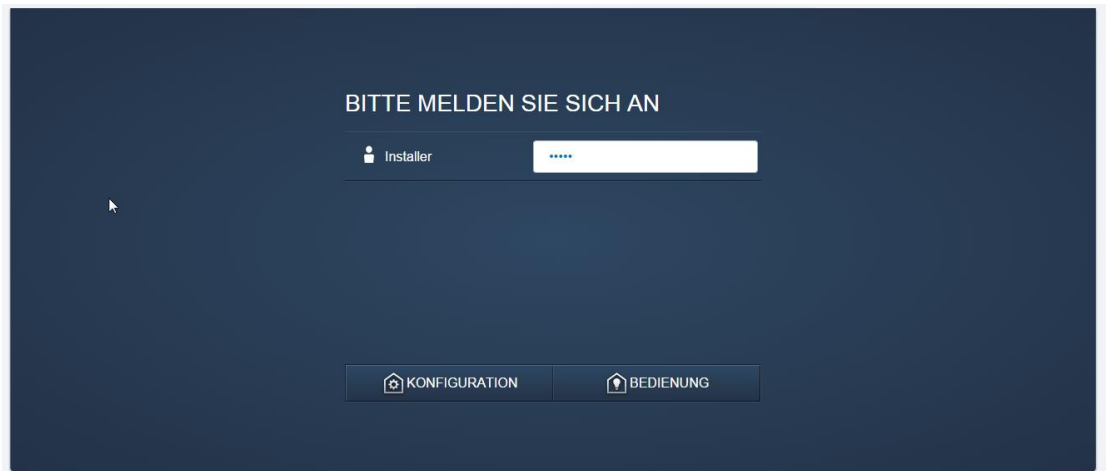 BITTE MELDEN SIE SICH AN
Installer •••••
KONFIGURATION BEDIENUNG